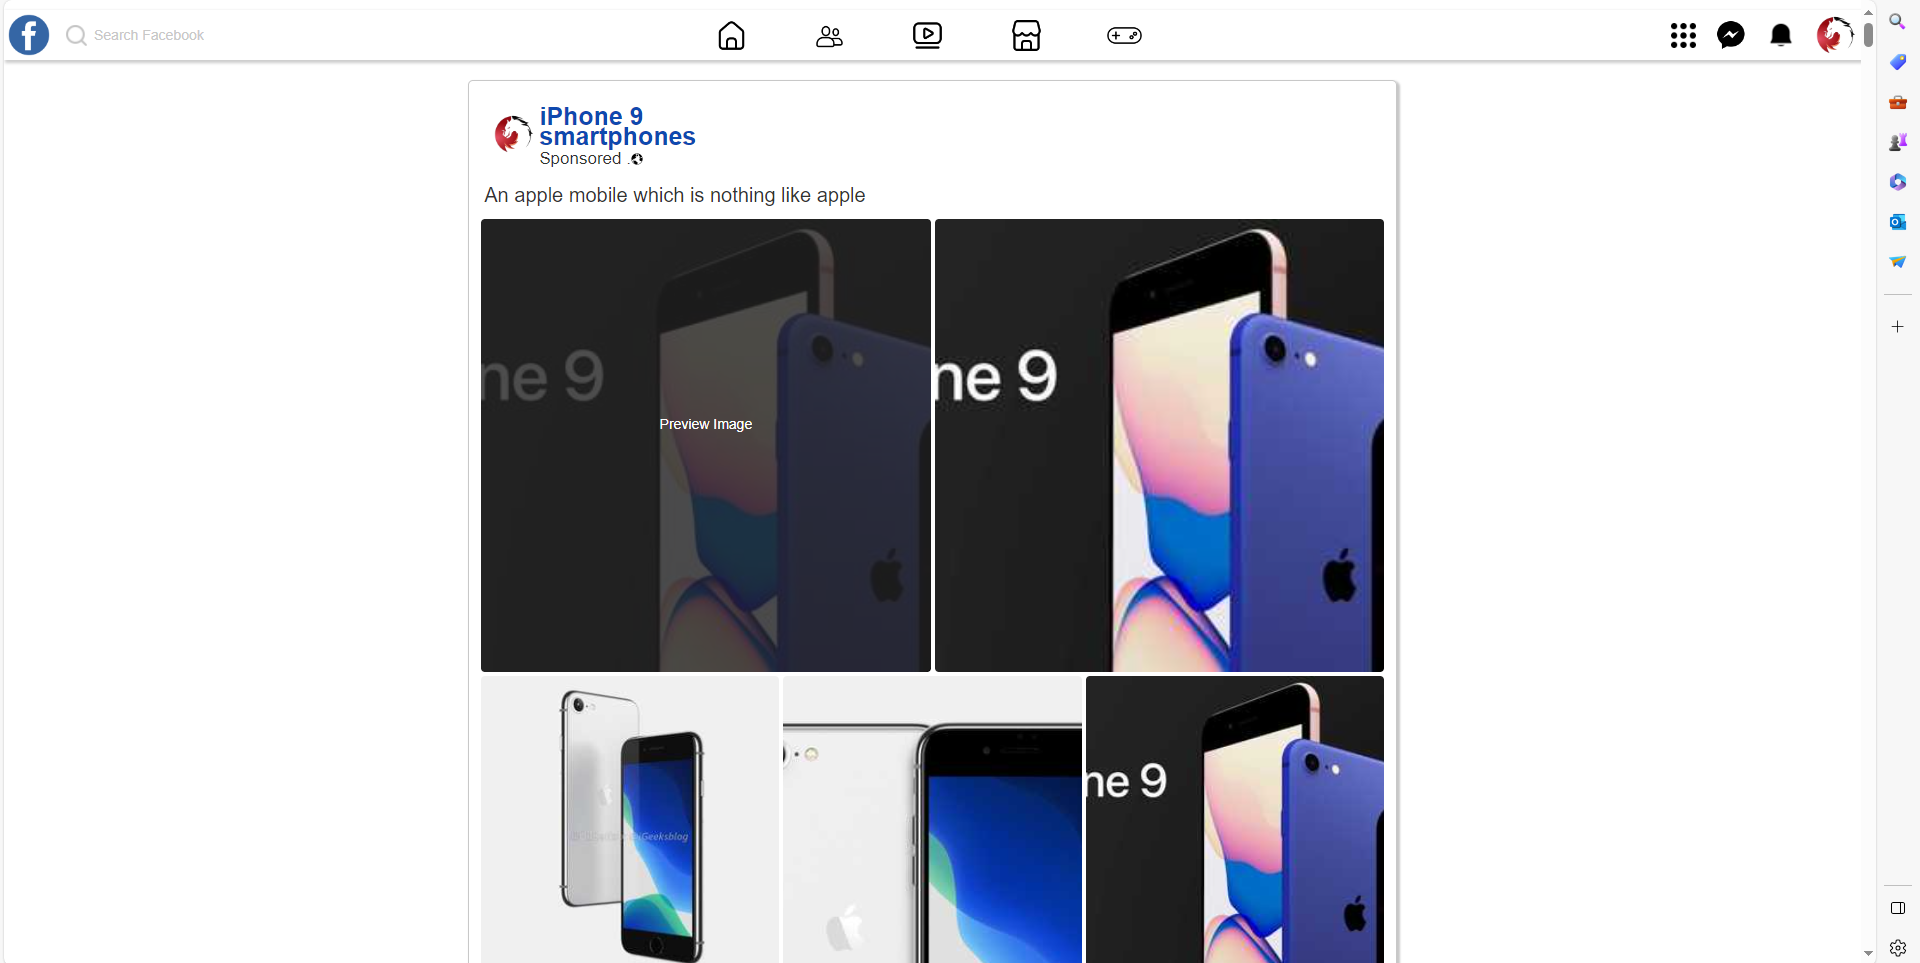 Search Facebook
iPhone 9
smartphones
Sponsored .
An apple mobile which is nothing like apple
ne 9
Preview Image
ne 9
iGeeksblog
ne 9